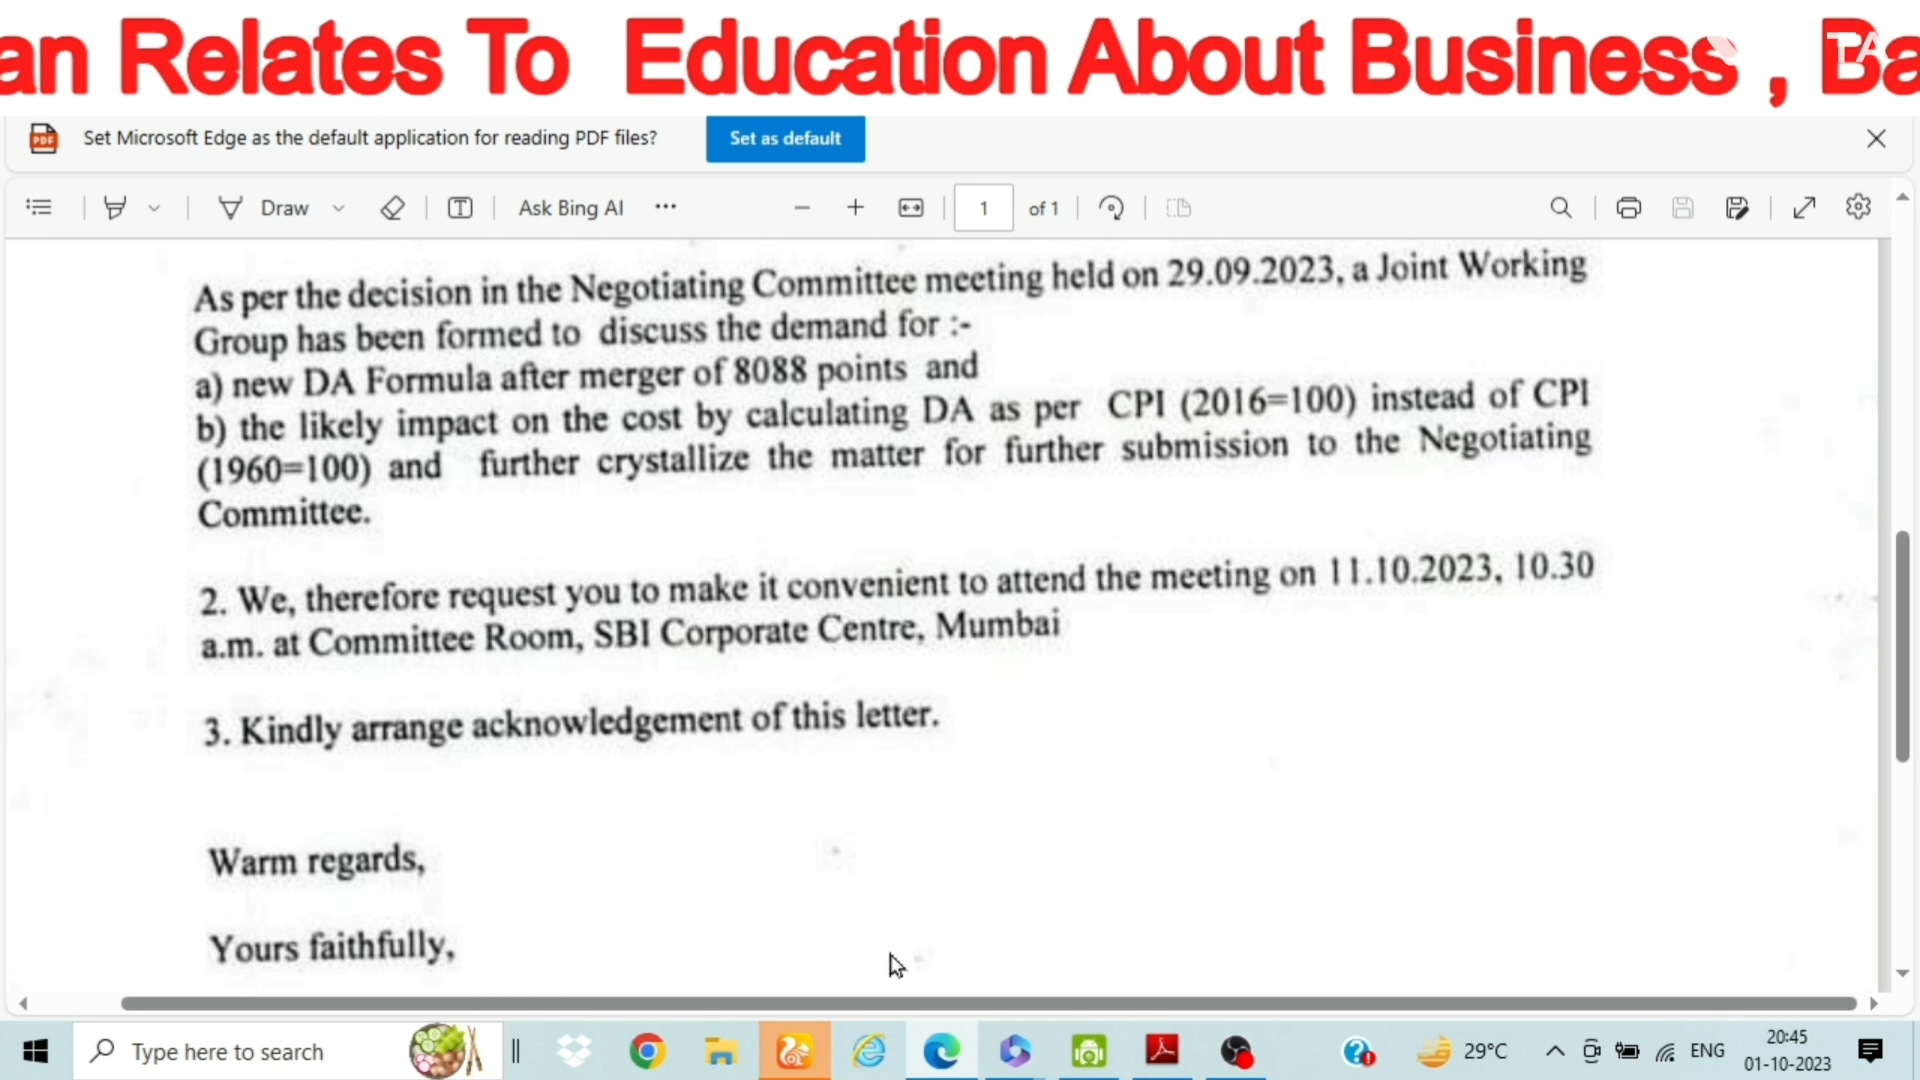 an Relates To Education About Business , Ba
TA
PDF Set Microsoft Edge as the default application for reading PDF files? Set as default
Draw T Ask Bing AI 1 of 1
As per the decision in the Negotiating Committee meeting held on 29.09.2023, a Joint Working
Group has been formed to discuss the demand for :-
a) new DA Formula after merger of 8088 points and
b) the likely impact on the cost by calculating DA as per CPI (2016=100) instead of CPI
(1960=100) and further crystallize the matter for further submission to the Negotiating
Committee.
2. We, therefore request you to make it convenient to attend the meeting on 11.10.2023, 10.30
a.m. at Committee Room, SBI Corporate Centre, Mumbai
3. Kindly arrange acknowledgement of this letter.
Warm regards,
Yours faithfully,
Type here to search 29°C ENG 20:45
01-10-2023